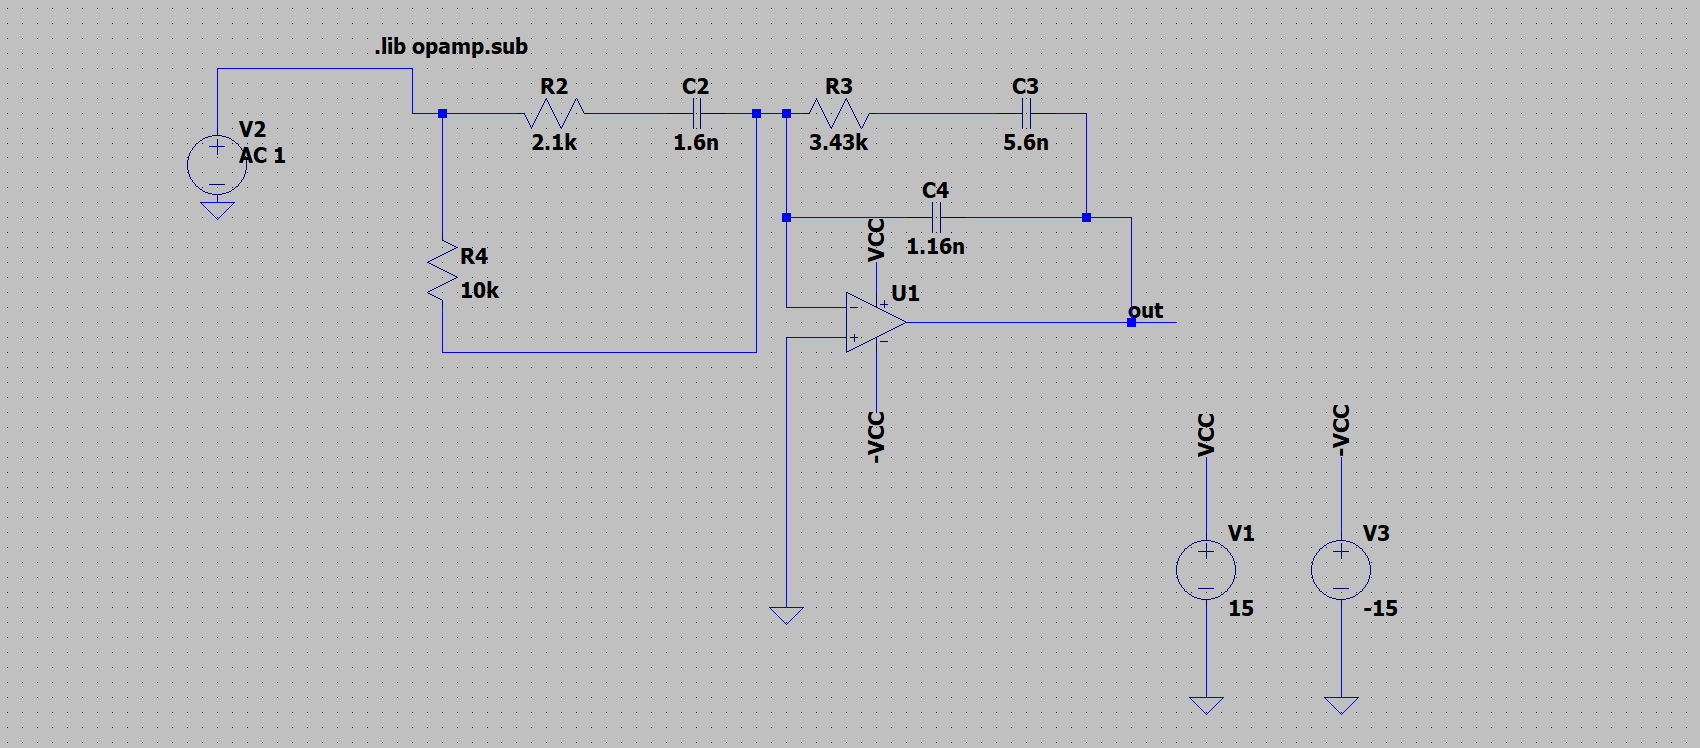 .lib opamp.sub
R2
C2
R3
C3
V2
AC 1
2.1k
1.6n
3.43k
5.6n
C4
VCC
1.16n
R4
10k
U1
out
-VCC
VCC
-VCC
V1
V3
15
-15